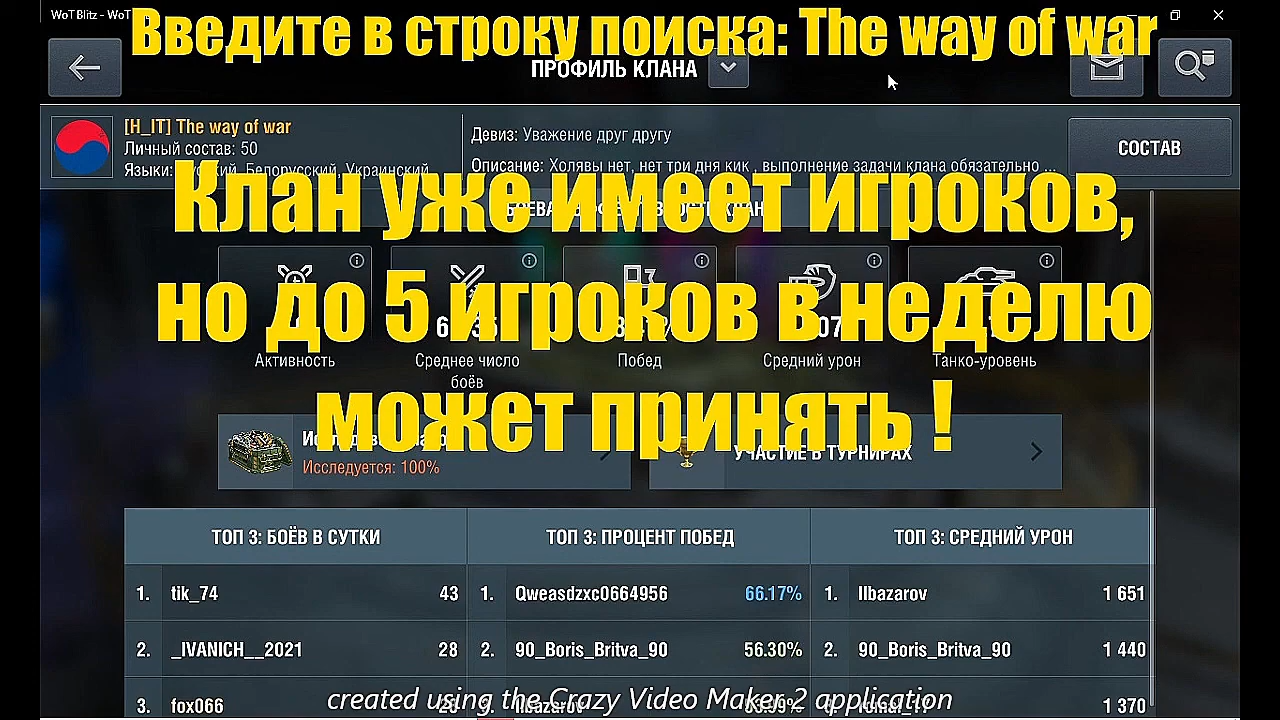 WoT Blitz - WoT
Введите в строку поиска: The way of war
ПРОФИЛЬ КЛАНА
[H_IT] The way of war
Личный состав: 50
Языки: Белорусский, Украинский
Девиз: Уважение друг другу
Описание: Холявы нет, нет три дня кик , выполнение задачи клана обязательно...
СОСТАВ
Клан уже имеет игроков,
но до 5 игроков в неделю
может принять !
Активность
Среднее число
боёв
Побед
Средний урон
Танко-уровень
Исследуется: 100%
УЧАСТИЕ В ТУРНИРАХ
ТОП 3: БОЁВ В СУТКИ
1. tik_74 43
2. _IVANICH__2021 28
3. fox066
ТОП 3: ПРОЦЕНТ ПОБЕД
1. Qweasdzxc0664956 66.17%
2. 90_Boris_Britva_90 56.30%
ТОП 3: СРЕДНИЙ УРОН
1. Ilbazarov 1 651
2. 90_Boris_Britva_90 1 440
1 370
created using the Crazy Video Maker 2 application